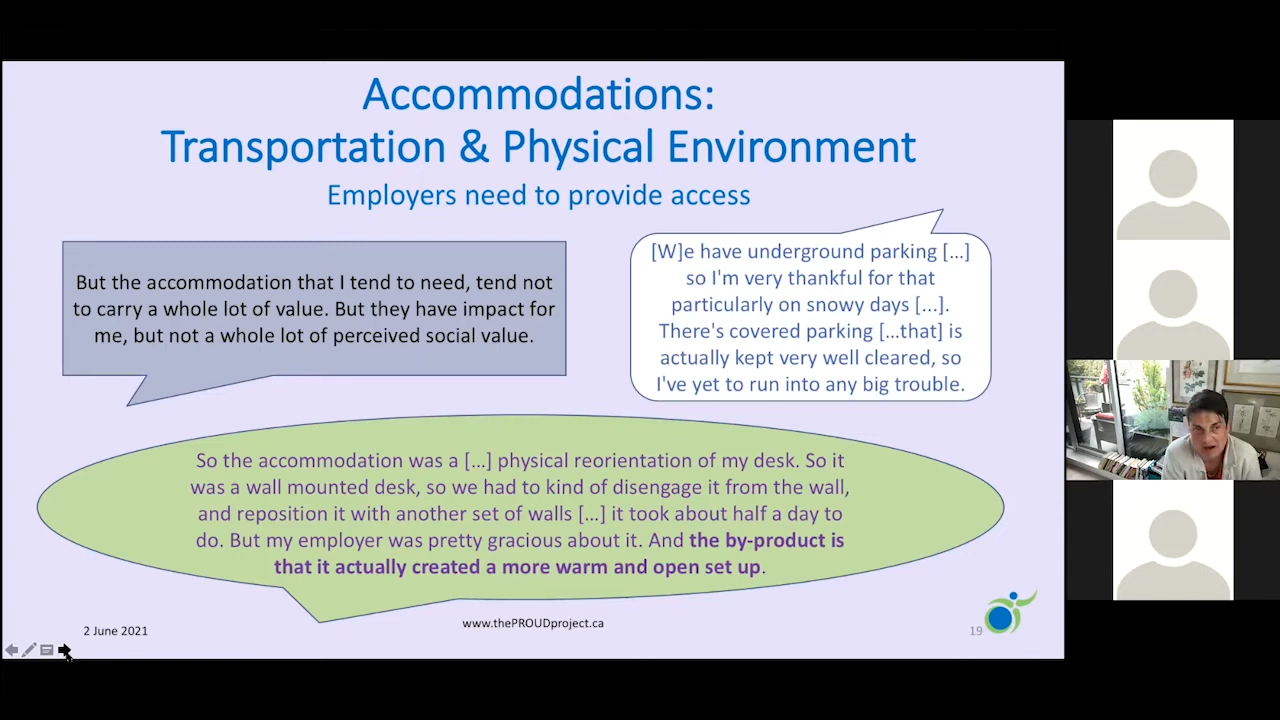 Accommodations:
Transportation & Physical Environment
Employers need to provide access
But the accommodation that I tend to need, tend not
to carry a whole lot of value. But they have impact for
me, but not a whole lot of perceived social value.
[W]e have underground parking [...]
so I'm very thankful for that
particularly on snowy days [...].
There's covered parking [...that] is
actually kept very well cleared, so
I've yet to run into any big trouble.
So the accommodation was a [...] physical reorientation of my desk. So it
was a wall mounted desk, so we had to kind of disengage it from the wall,
and reposition it with another set of walls [...] it took about half a day to
do. But my employer was pretty gracious about it. And the by-product is
that it actually created a more warm and open set up.
2 June 2021
www.thePROUDproject.ca
19